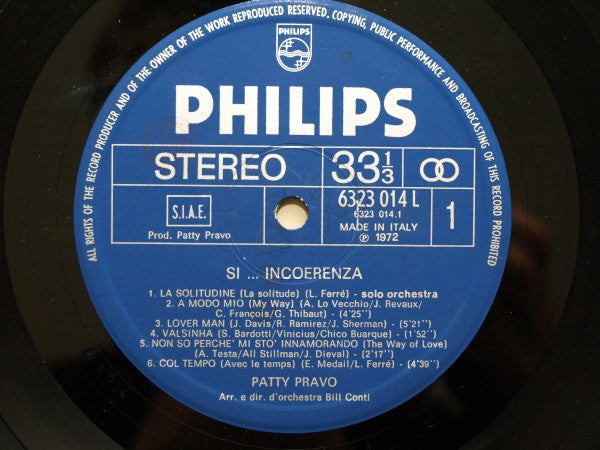 ALL RIGHTS OF THE RECORD PRODUCER AND OF THE OWNER OF THE WORK REPRODUCED RESERVED. COPYING, PUBLIC PERFORMANCE AND BROADCASTING OF THIS RECORD PROHIBITED
PHILIPS
PHILIPS
STEREO 33 1/3
S.I.A.E.
Prod. Patty Pravo
6323 014 L
6323 014.1
MADE IN ITALY
℗ 1972
1
SI ... INCOERENZA
1. LA SOLITUDINE (La solitude) (L. Ferré) - solo orchestra
2. A MODO MIO (My Way) (A. Lo Vecchio/J. Revaux/
C. François/G. Thibaut) - (4'25'')
3. LOVER MAN (J. Davis/R. Ramirez/J. Sherman) - (5'21'')
4. VALSINHA (S. Bardotti/Vinicius/Chico Buarque) - (1'52'')
5. NON SO PERCHE' MI STO' INNAMORANDO (The Way of Love)
(A. Testa/Al Stillman/J. Dieval) - (2'17'')
6. COL TEMPO (Avec le temps) (E. Medail/L. Ferré) - (4'39'')
PATTY PRAVO
Arr. e dir. d'orchestra Bill Conti